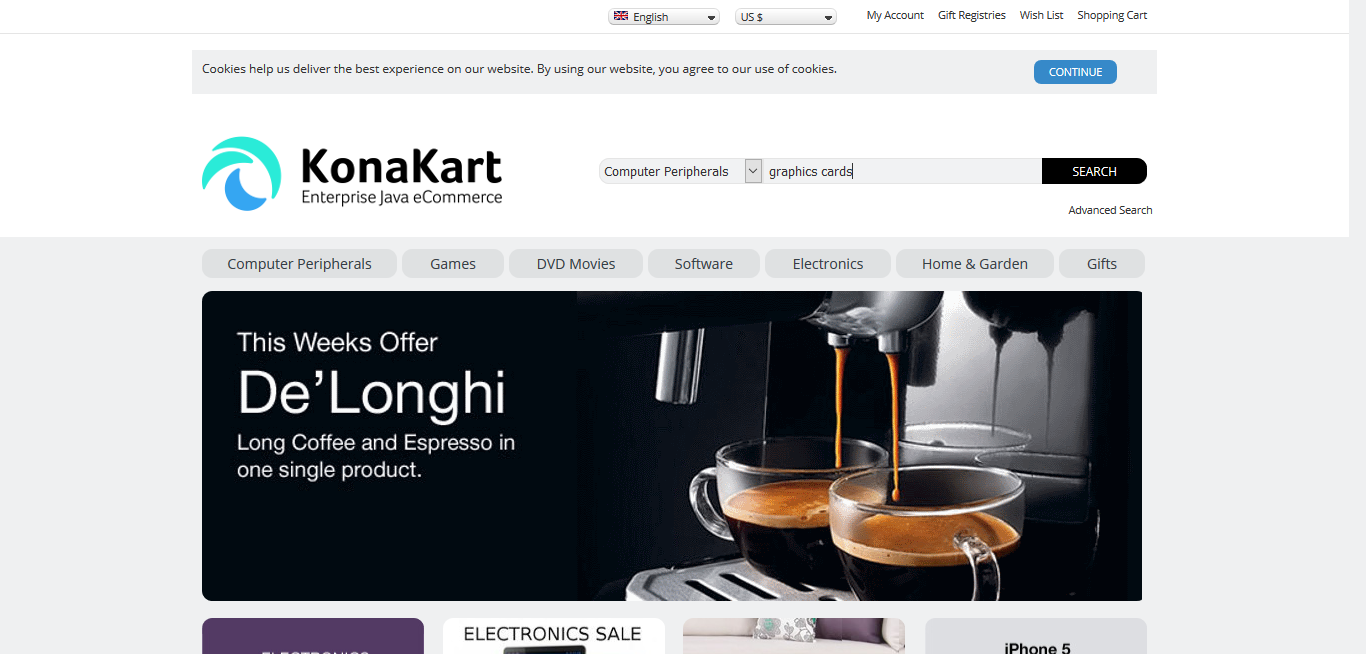 English
US $
My Account
Gift Registries
Wish List
Shopping Cart
Cookies help us deliver the best experience on our website. By using our website, you agree to our use of cookies.
CONTINUE
KonaKart
Enterprise Java eCommerce
Computer Peripherals
graphics cards
SEARCH
Advanced Search
Computer Peripherals
Games
DVD Movies
Software
Electronics
Home & Garden
Gifts
This Weeks Offer
De’Longhi
Long Coffee and Espresso in
one single product.
ELECTRONICS
ELECTRONICS SALE
iPhone 5